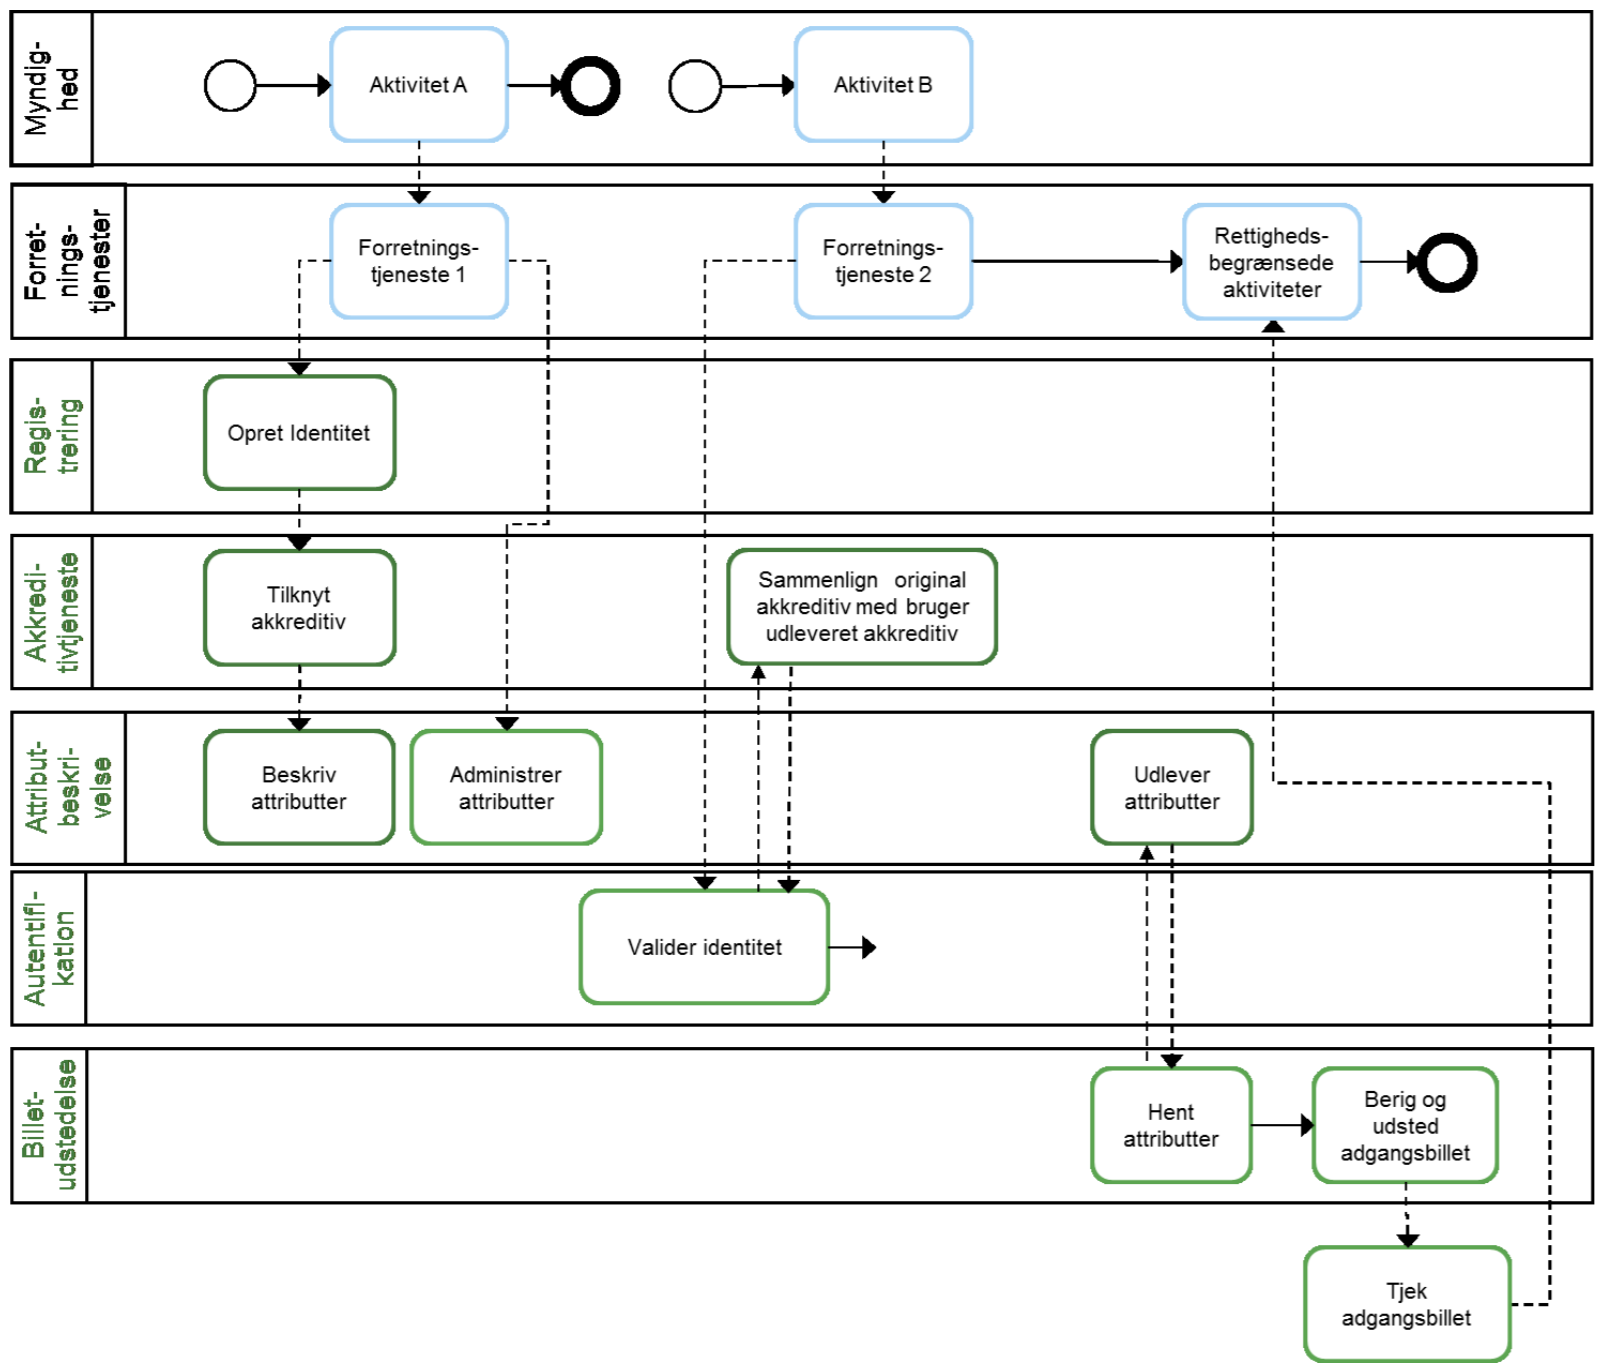 Myndig-
hed
Aktivitet A
Aktivitet B
Forret-
nings-
tjenester
Forretnings-
tjeneste 1
Forretnings-
tjeneste 2
Rettigheds-
begrænsede
aktiviteter
Regis-
trering
Opret Identitet
Akkredi-
tivtjeneste
Tilknyt
akkreditiv
Sammenlign original
akkreditiv med bruger
udleveret akkreditiv
Attribut-
beskri-
velse
Beskriv
attributter
Administrer
attributter
Udlever
attributter
Autentifi-
kation
Valider identitet
Billet-
udstedelse
Hent
attributter
Berig og
udsted
adgangsbillet
Tjek
adgangsbillet